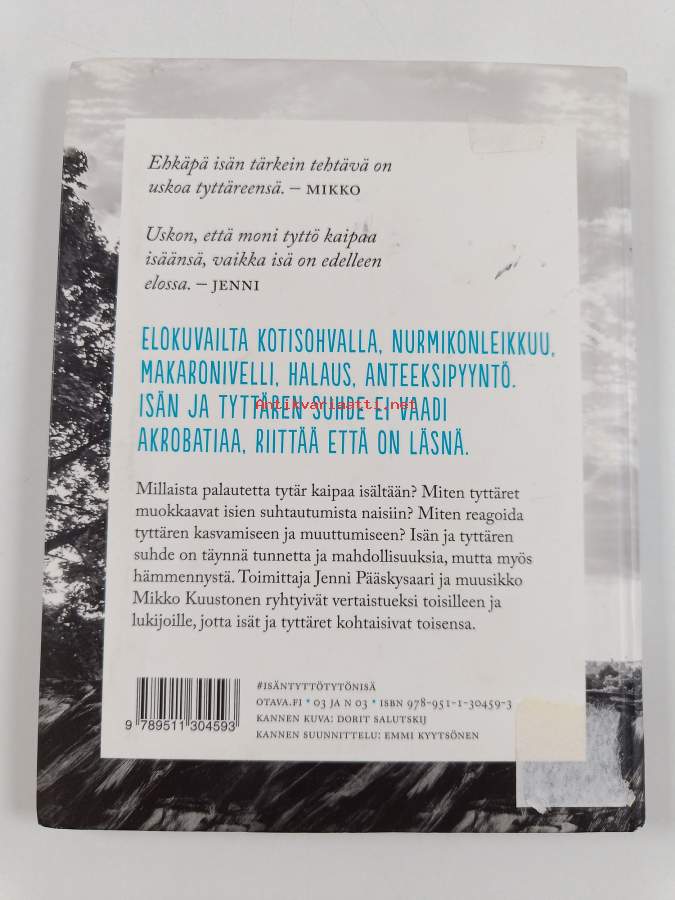 Ehkäpä isän tärkein tehtävä on
uskoa tyttäreensä. – MIKKO
Uskon, että moni tyttö kaipaa
isäänsä, vaikka isä on edelleen
elossa. – JENNI
ELOKUVAILTA KOTISOHVALLA, NURMIKONLEIKKUU,
MAKARONIVELLI, HALAUS, ANTEEKSIPYYNTÖ.
ISÄN JA TYTTÄREN SUHDE EI VAADI
Antikvariaatti.net
AKROBATIAA, RIITTÄÄ ETTÄ ON LÄSNÄ.
Millaista palautetta tytär kaipaa isältään? Miten tyttäret
muokkaavat isien suhtautumista naisiin? Miten reagoida
tyttären kasvamiseen ja muuttumiseen? Isän ja tyttären
suhde on täynnä tunnetta ja mahdollisuuksia, mutta myös
hämmennystä. Toimittaja Jenni Pääskysaari ja muusikko
Mikko Kuustonen ryhtyivät vertaistueksi toisilleen ja
lukijoille, jotta isät ja tyttäret kohtaisivat toisensa.
#ISÄNTYTTÖTYTÖNISÄ
OTAVA.FI • 03 JA N 03 • ISBN 978-951-1-30459-3
KANNEN KUVA: DORIT SALUTSKIJ
KANNEN SUUNNITTELU: EMMI KYYTSÖNEN
9 789511 304593